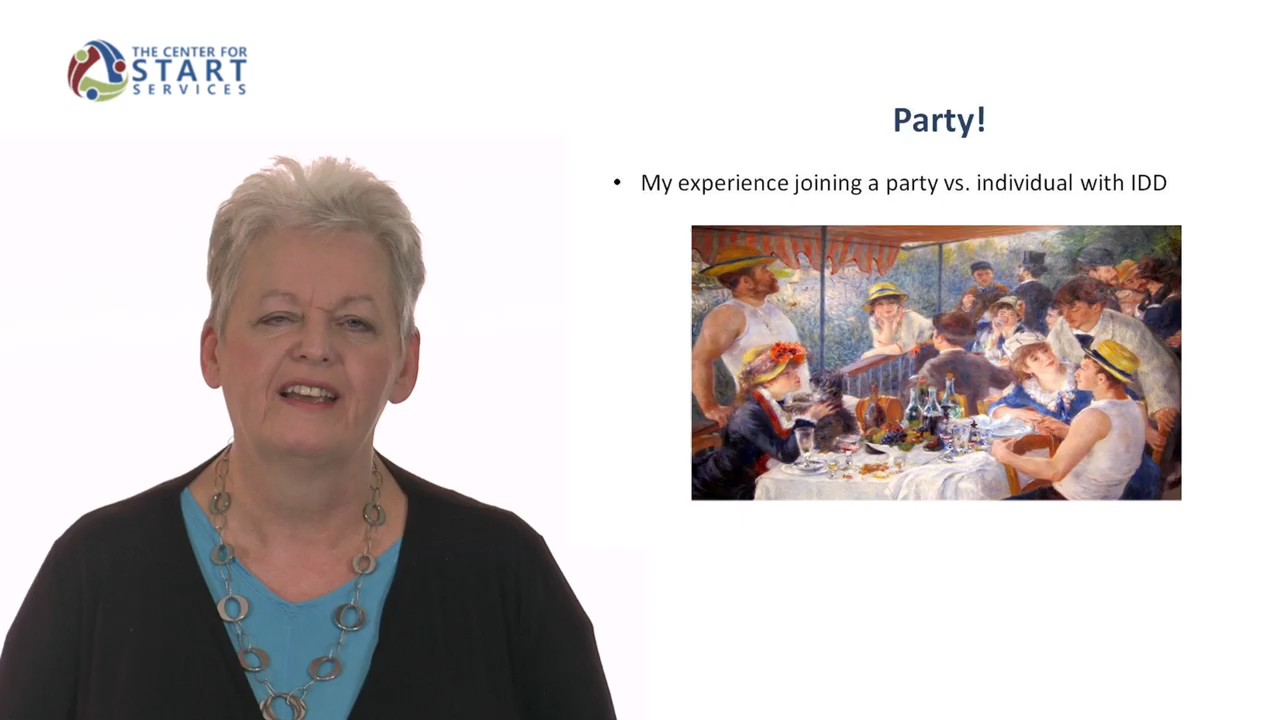 THE CENTER FOR
START
SERVICES
Party!
• My experience joining a party vs. individual with IDD